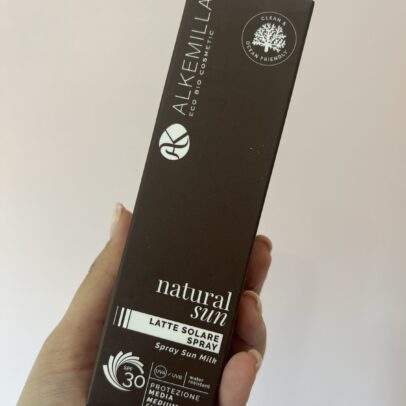 ALKEMILLA
ECO BIO COSMETIC
CLEAN &
OCEAN FRIENDLY
natural
sun
LATTE SOLARE
SPRAY
Spray Sun Milk
SPF
30
UVA / UVB
water
resistant
PROTEZIONE
MEDIA
MEDIUM